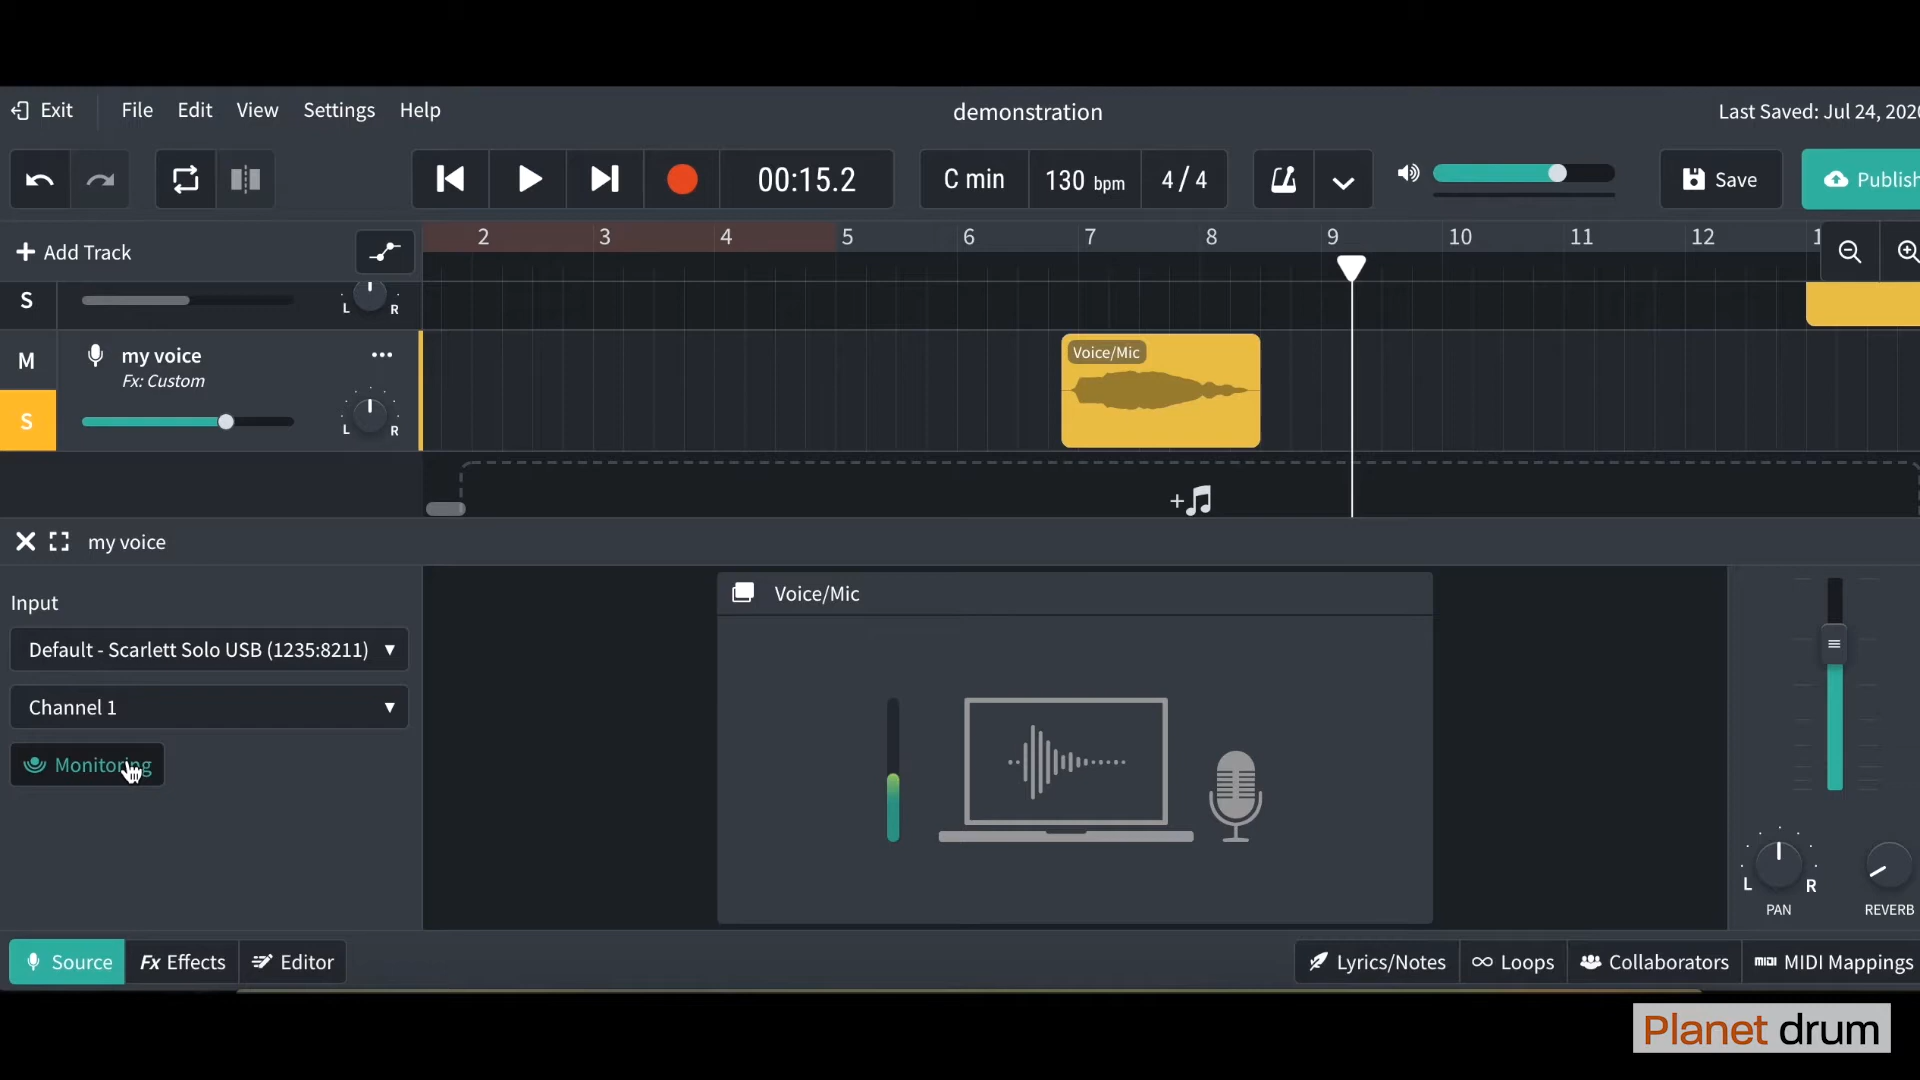 Exit File Edit View Settings Help demonstration Last Saved: Jul 24, 202
00:15.2 C min 130 bpm 4 / 4 Save Publish
+ Add Track 2 3 4 5 6 7 8 9 10 11 12
S L R
M my voice Voice/Mic
Fx: Custom
S L R
my voice
Input Voice/Mic
Default - Scarlett Solo USB (1235:8211)
Channel 1
Monitoring
L R
PAN REVERB
Source Fx Effects Editor Lyrics/Notes Loops Collaborators MIDI MIDI Mappings
Planet drum